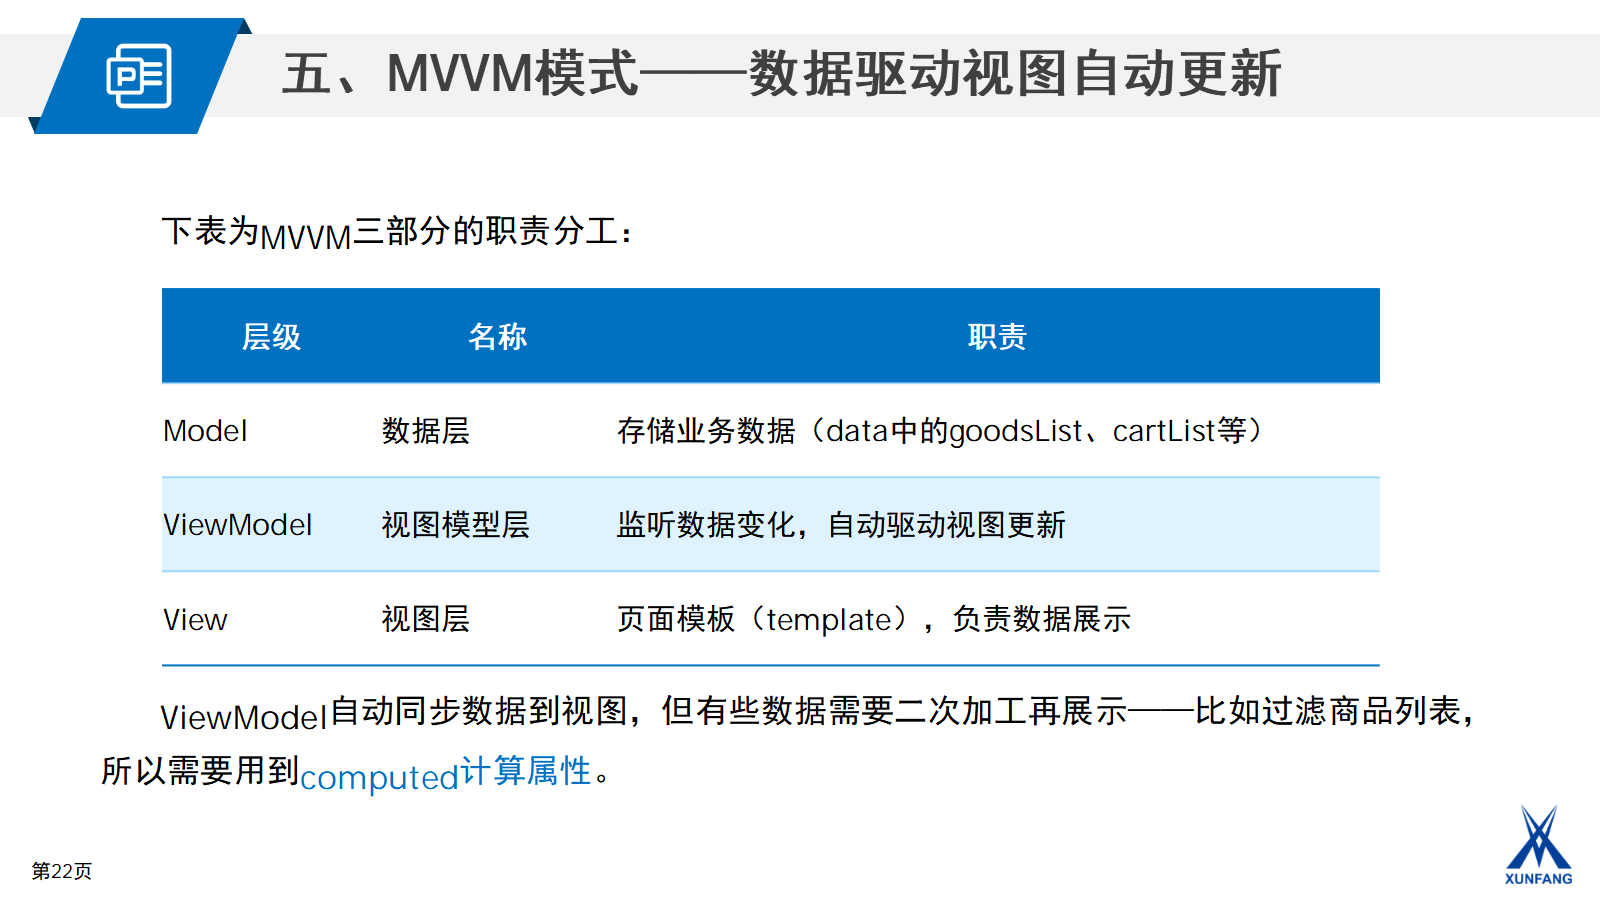 五、MVVM模式——数据驱动视图自动更新
下表为MVVM三部分的职责分工：
层级 名称 职责
Model 数据层 存储业务数据（data中的goodsList、cartList等）
ViewModel 视图模型层 监听数据变化，自动驱动视图更新
View 视图层 页面模板（template），负责数据展示
ViewModel自动同步数据到视图，但有些数据需要二次加工再展示——比如过滤商品列表，
所以需要用到computed计算属性。
第22页
XUNFANG